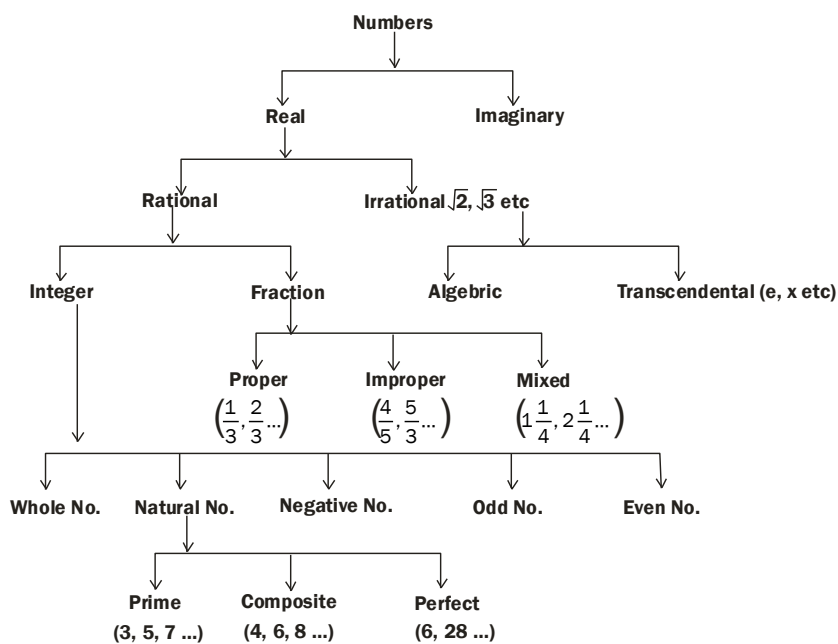 Numbers
Real Imaginary
Rational Irrational √2, √3 etc
Integer Fraction Algebric Transcendental (e, x etc)
Proper Improper Mixed
(1/3, 2/3...) (4/5, 5/3...) (1 1/4, 2 1/4...)
Whole No. Natural No. Negative No. Odd No. Even No.
Prime Composite Perfect
(3, 5, 7 ...) (4, 6, 8 ...) (6, 28 ...)